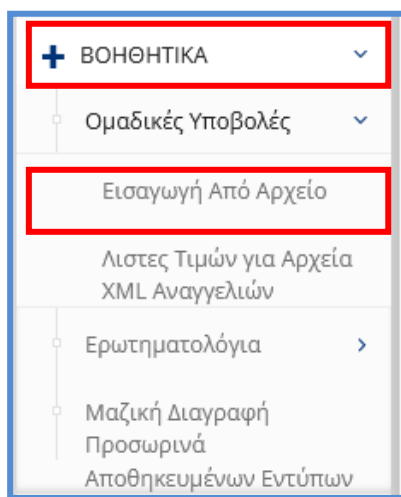 ΒΟΗΘΗΤΙΚΑ
Ομαδικές Υποβολές
Εισαγωγή Από Αρχείο
Λιστες Τιμών για Αρχεία
XML Αναγγελιών
Ερωτηματολόγια
Μαζική Διαγραφή
Προσωρινά
Αποθηκευμένων Εντύπων